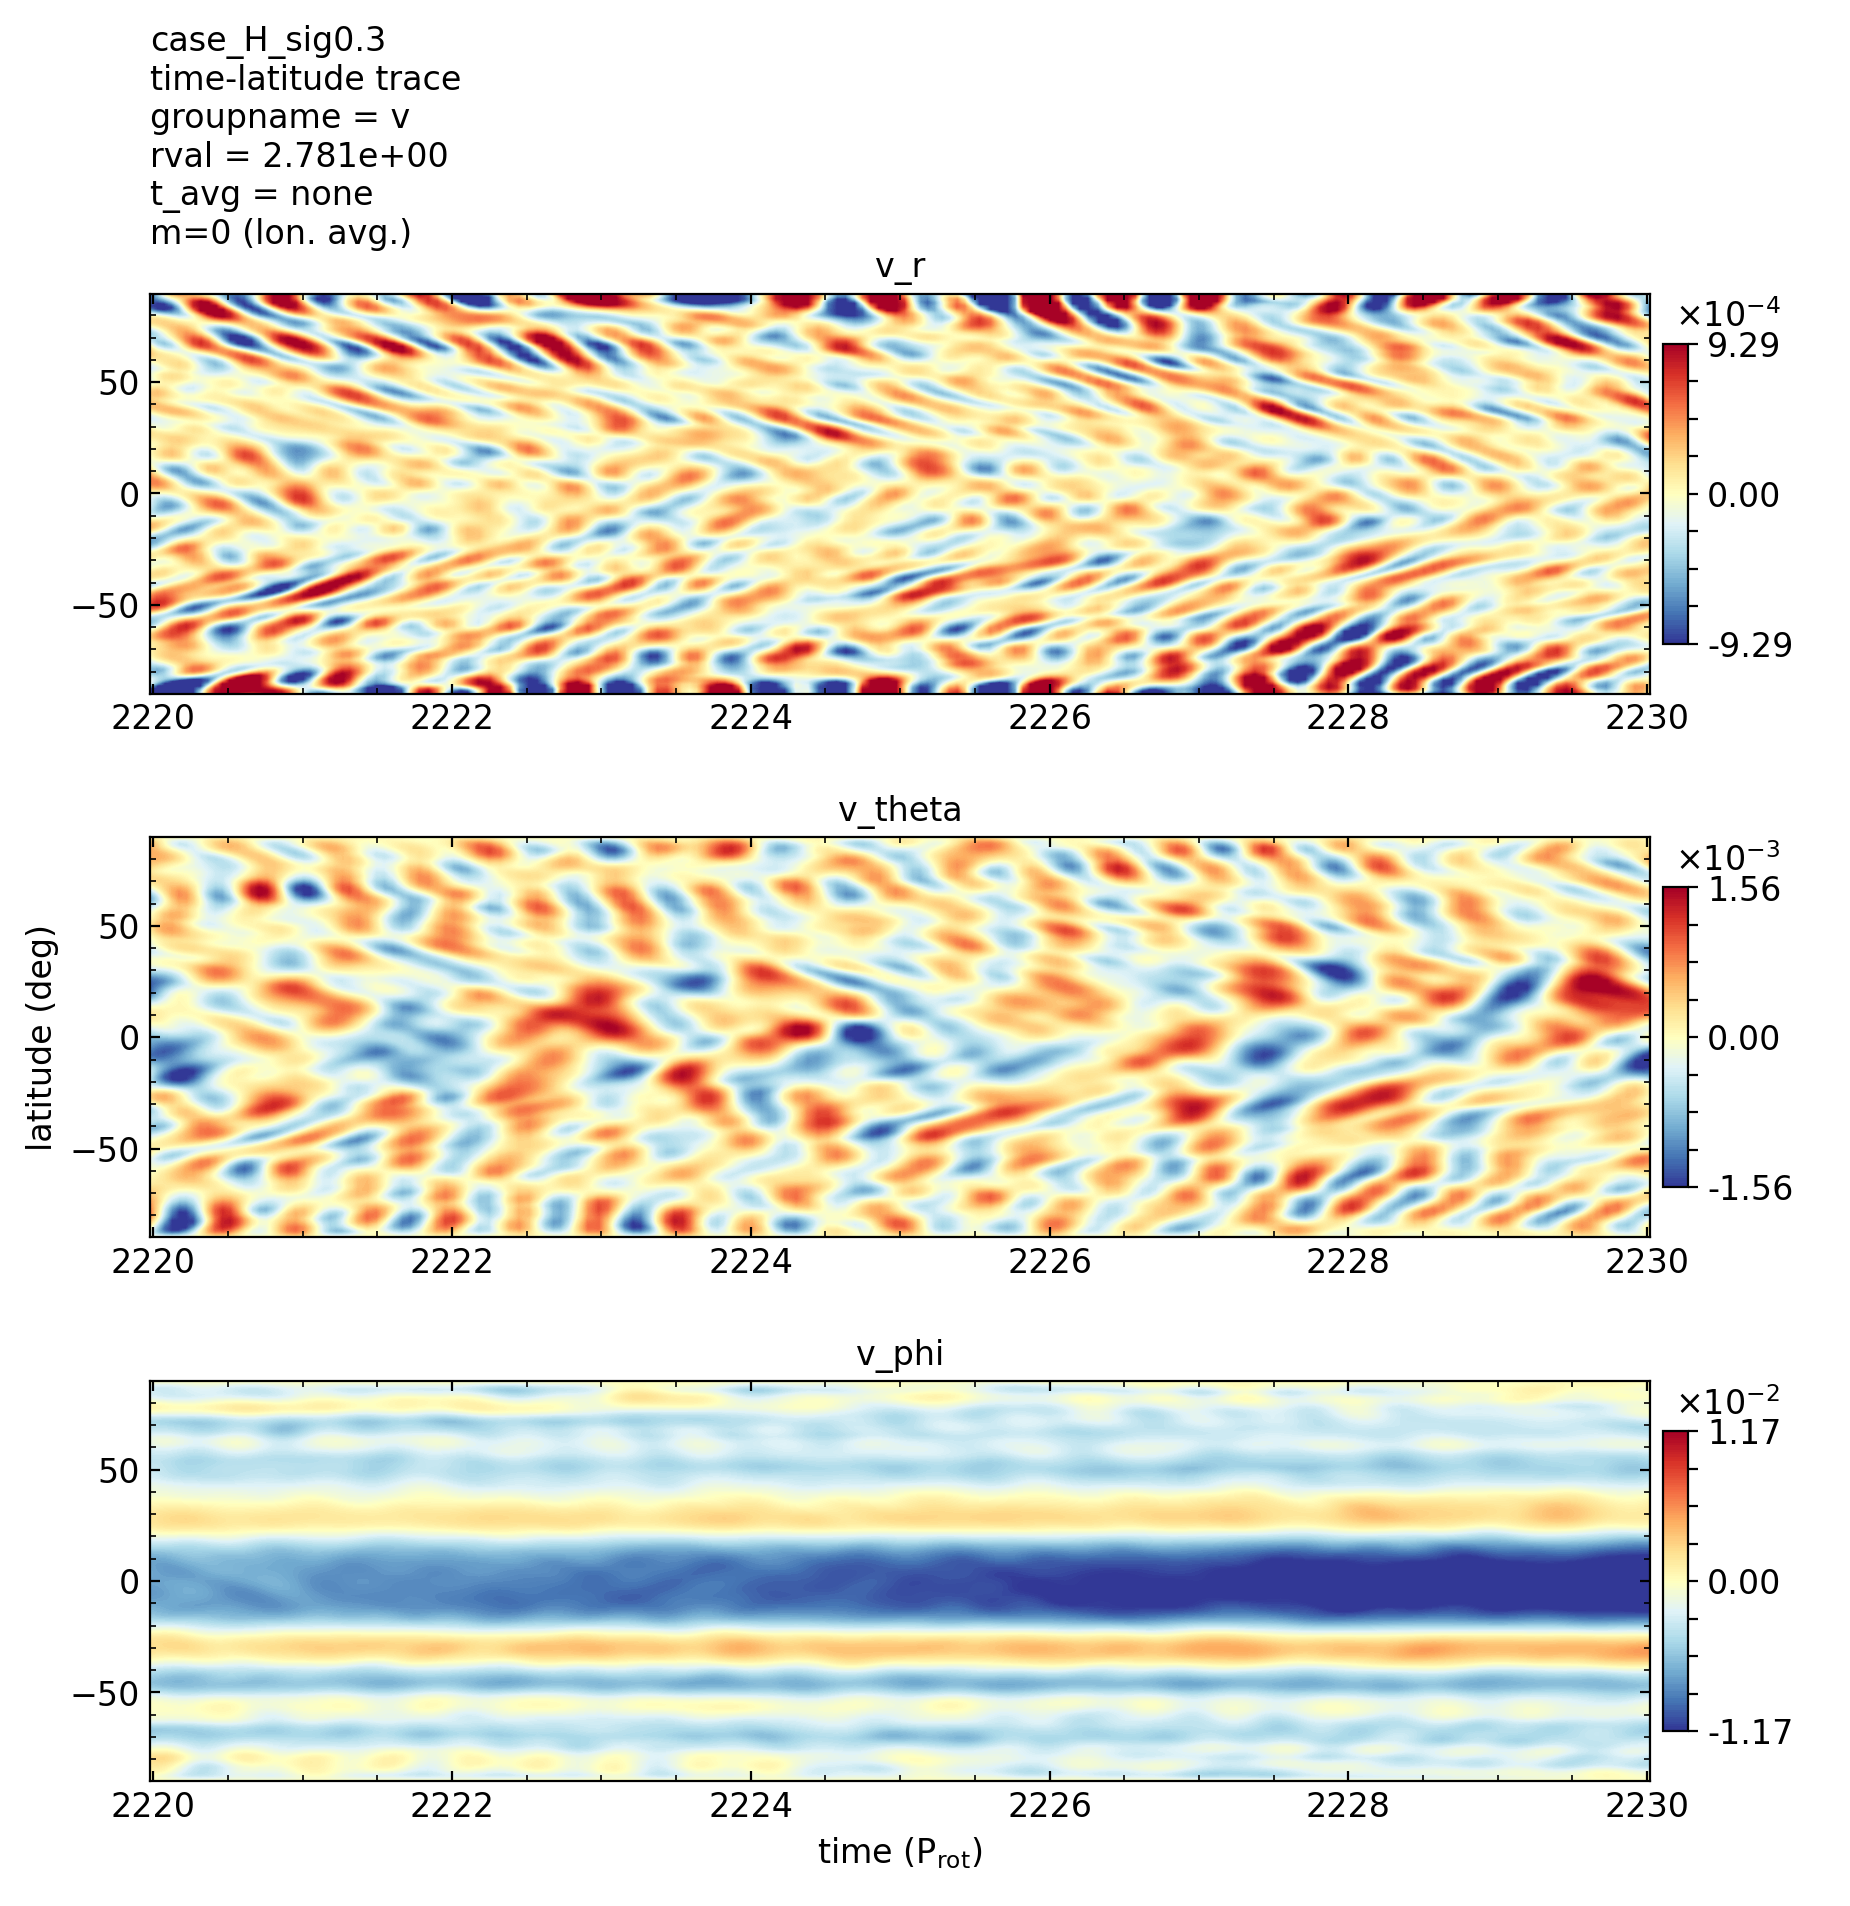 case_H_sig0.3
time-latitude trace
groupname = v
rval = 2.781e+00
t_avg = none
m=0 (lon. avg.)
v_r
×10⁻⁴
9.29
0.00
-9.29
50
0
−50
2220 2222 2224 2226 2228 2230
v_theta
×10⁻³
1.56
0.00
-1.56
latitude (deg)
50
0
−50
2220 2222 2224 2226 2228 2230
v_phi
×10⁻²
1.17
0.00
-1.17
50
0
−50
2220 2222 2224 2226 2228 2230
time (P_rot)